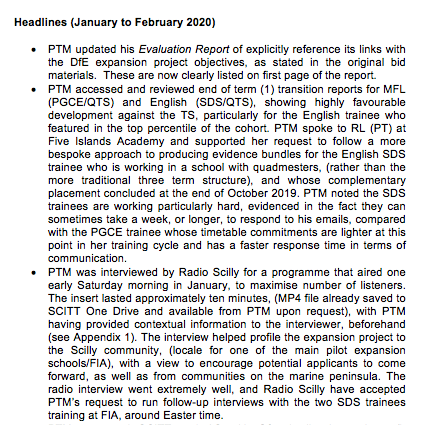 Headlines (January to February 2020)
• PTM updated his Evaluation Report of explicitly reference its links with
the DfE expansion project objectives, as stated in the original bid
materials. These are now clearly listed on first page of the report.
• PTM accessed and reviewed end of term (1) transition reports for MFL
(PGCE/QTS) and English (SDS/QTS), showing highly favourable
development against the TS, particularly for the English trainee who
featured in the top percentile of the cohort. PTM spoke to RL (PT) at
Five Islands Academy and supported her request to follow a more
bespoke approach to producing evidence bundles for the English SDS
trainee who is working in a school with quadmesters, (rather than the
more traditional three term structure), and whose complementary
placement concluded at the end of October 2019. PTM noted the SDS
trainees are working particularly hard, evidenced in the fact they can
sometimes take a week, or longer, to respond to his emails, compared
with the PGCE trainee whose timetable commitments are lighter at this
point in her training cycle and has a faster response time in terms of
communication.
• PTM was interviewed by Radio Scilly for a programme that aired one
early Saturday morning in January, to maximise number of listeners.
The insert lasted approximately ten minutes, (MP4 file already saved to
SCITT One Drive and available from PTM upon request), with PTM
having provided contextual information to the interviewer, beforehand
(see Appendix 1). The interview helped profile the expansion project to
the Scilly community, (locale for one of the main pilot expansion
schools/FIA), with a view to encourage potential applicants to come
forward, as well as from communities on the marine peninsula. The
radio interview went extremely well, and Radio Scilly have accepted
PTM's request to run follow-up interviews with the two SDS trainees
training at FIA, around Easter time.